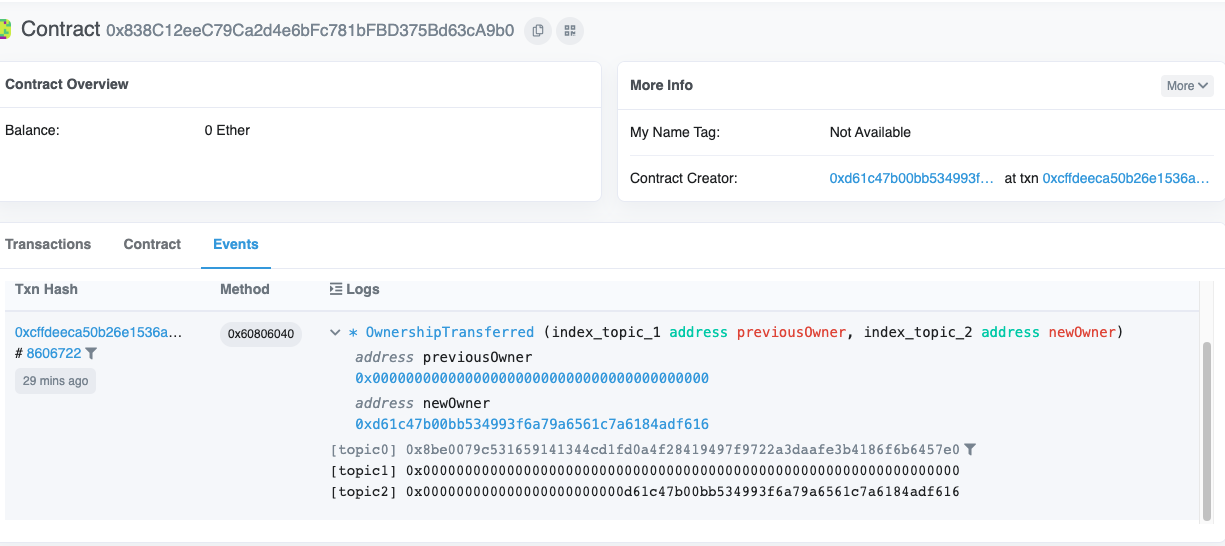 Contract 0x838C12eeC79Ca2d4e6bFc781bFBD375Bd63cA9b0
Contract Overview
Balance: 0 Ether
More Info
More
My Name Tag: Not Available
Contract Creator: 0xd61c47b00bb534993f... at txn 0xcffdeeca50b26e1536a...
Transactions Contract Events
Txn Hash Method Logs
0xcffdeeca50b26e1536a...
# 8606722
29 mins ago
0x60806040
* OwnershipTransferred (index_topic_1 address previousOwner, index_topic_2 address newOwner)
address previousOwner
0x0000000000000000000000000000000000000000
address newOwner
0xd61c47b00bb534993f6a79a6561c7a6184adf616
[topic0] 0x8be0079c531659141344cd1fd0a4f28419497f9722a3daafe3b4186f6b6457e0
[topic1] 0x0000000000000000000000000000000000000000000000000000000000000000
[topic2] 0x000000000000000000000000d61c47b00bb534993f6a79a6561c7a6184adf616